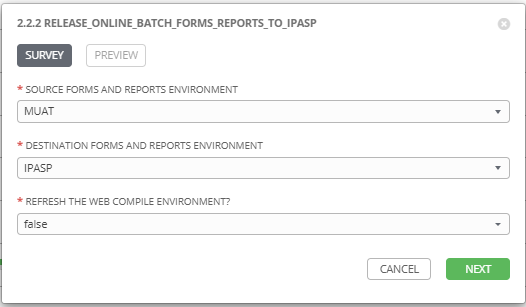 2.2.2 RELEASE_ONLINE_BATCH_FORMS_REPORTS_TO_IPASP
SURVEY PREVIEW
* SOURCE FORMS AND REPORTS ENVIRONMENT
MUAT
* DESTINATION FORMS AND REPORTS ENVIRONMENT
IPASP
* REFRESH THE WEB COMPILE ENVIRONMENT?
false
CANCEL NEXT